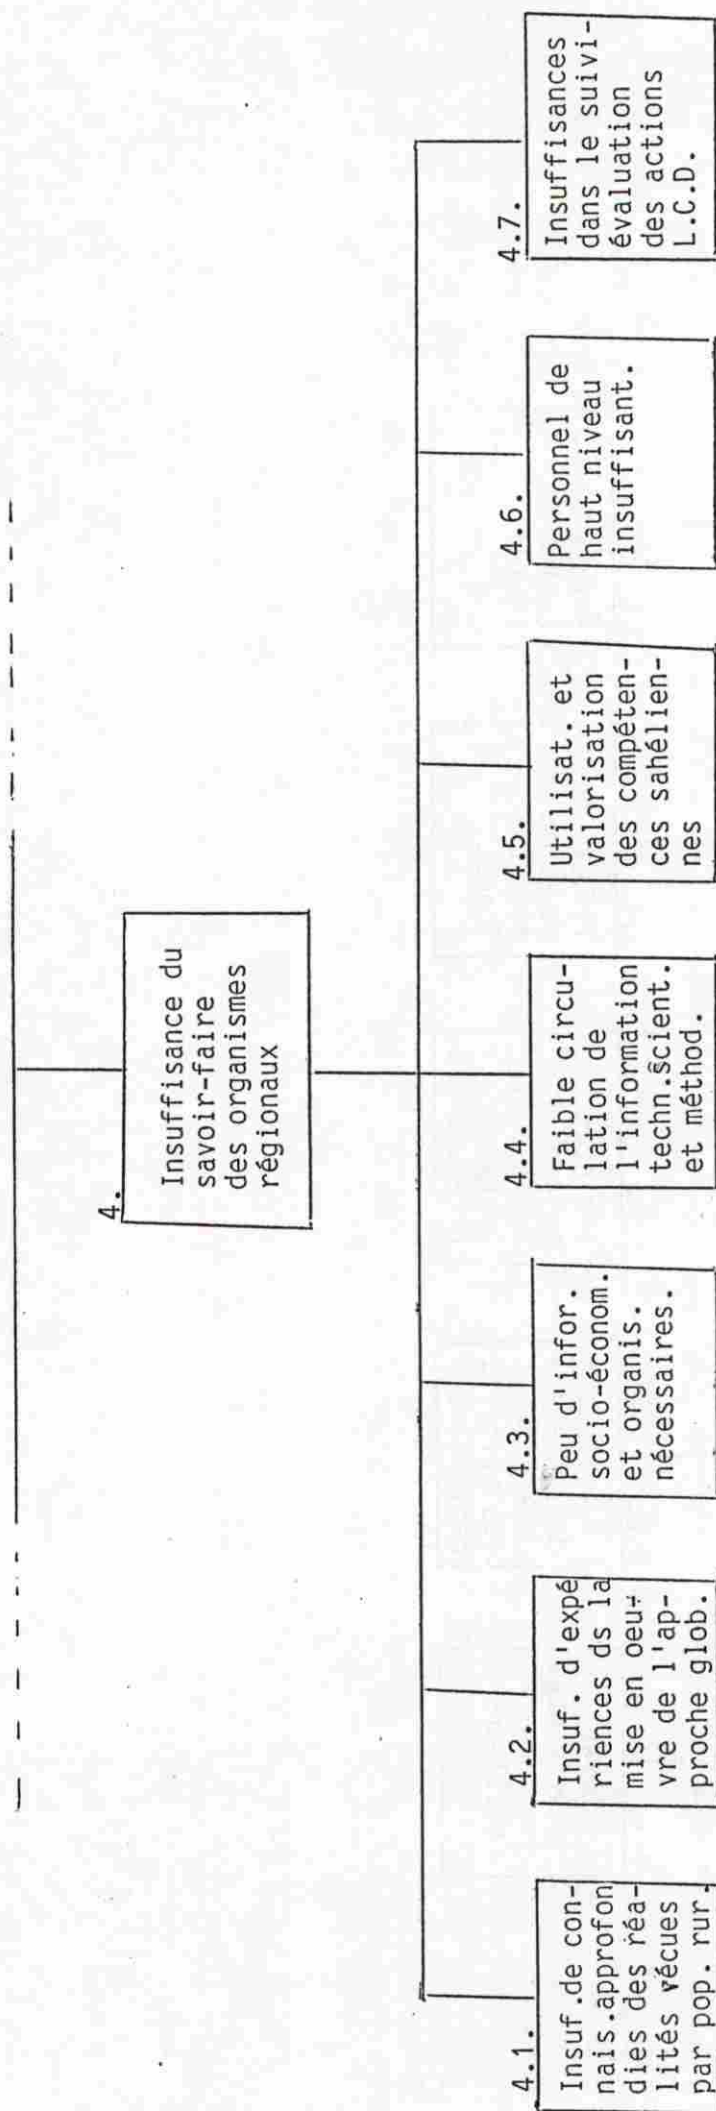 4.
Insuffisance du
savoir-faire
des organismes
régionaux
4.1.
Insuf.de con-
nais.approfon
dies des réa-
lités vécues
par pop. rur.
4.2.
Insuf. d'expé
riences ds la
mise en oeu-
vre de l'ap-
proche glob.
4.3.
Peu d'infor.
socio-économ.
et organis.
nécessaires.
4.4.
Faible circu-
lation de
l'information
techn.scient.
et méthod.
4.5.
Utilisat. et
valorisation
des compéten-
ces sahélien-
nes
4.6.
Personnel de
haut niveau
insuffisant.
4.7.
Insuffisances
dans le suivi-
évaluation
des actions
L.C.D.